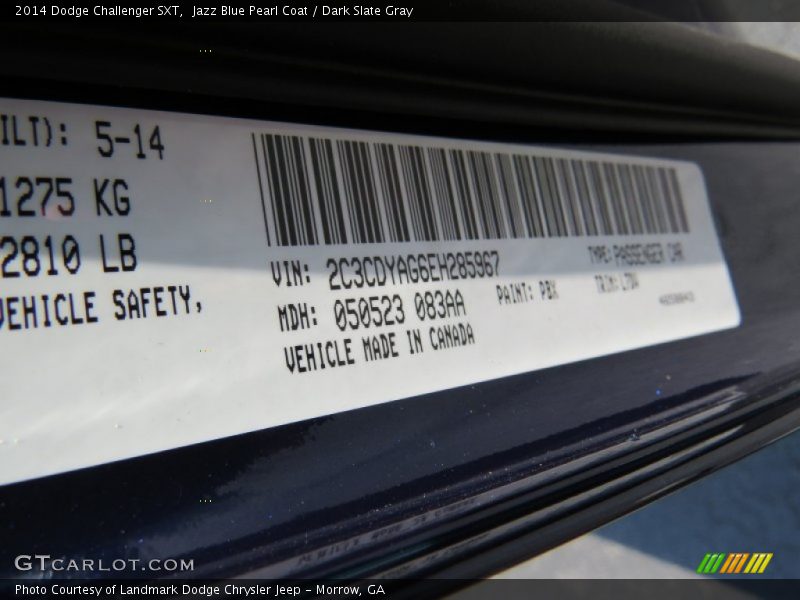 2014 Dodge Challenger SXT,  Jazz Blue Pearl Coat / Dark Slate Gray
ILT): 5-14
1275 KG
2810 LB
VEHICLE SAFETY,
VIN: 2C3CDYAG6EH285967
TYPE: PASSENGER CAR
MDH: 050523 083AA
PAINT: PBX
TRIM:
VEHICLE MADE IN CANADA
GTCARLOT.COM
Photo Courtesy of Landmark Dodge Chrysler Jeep - Morrow, GA